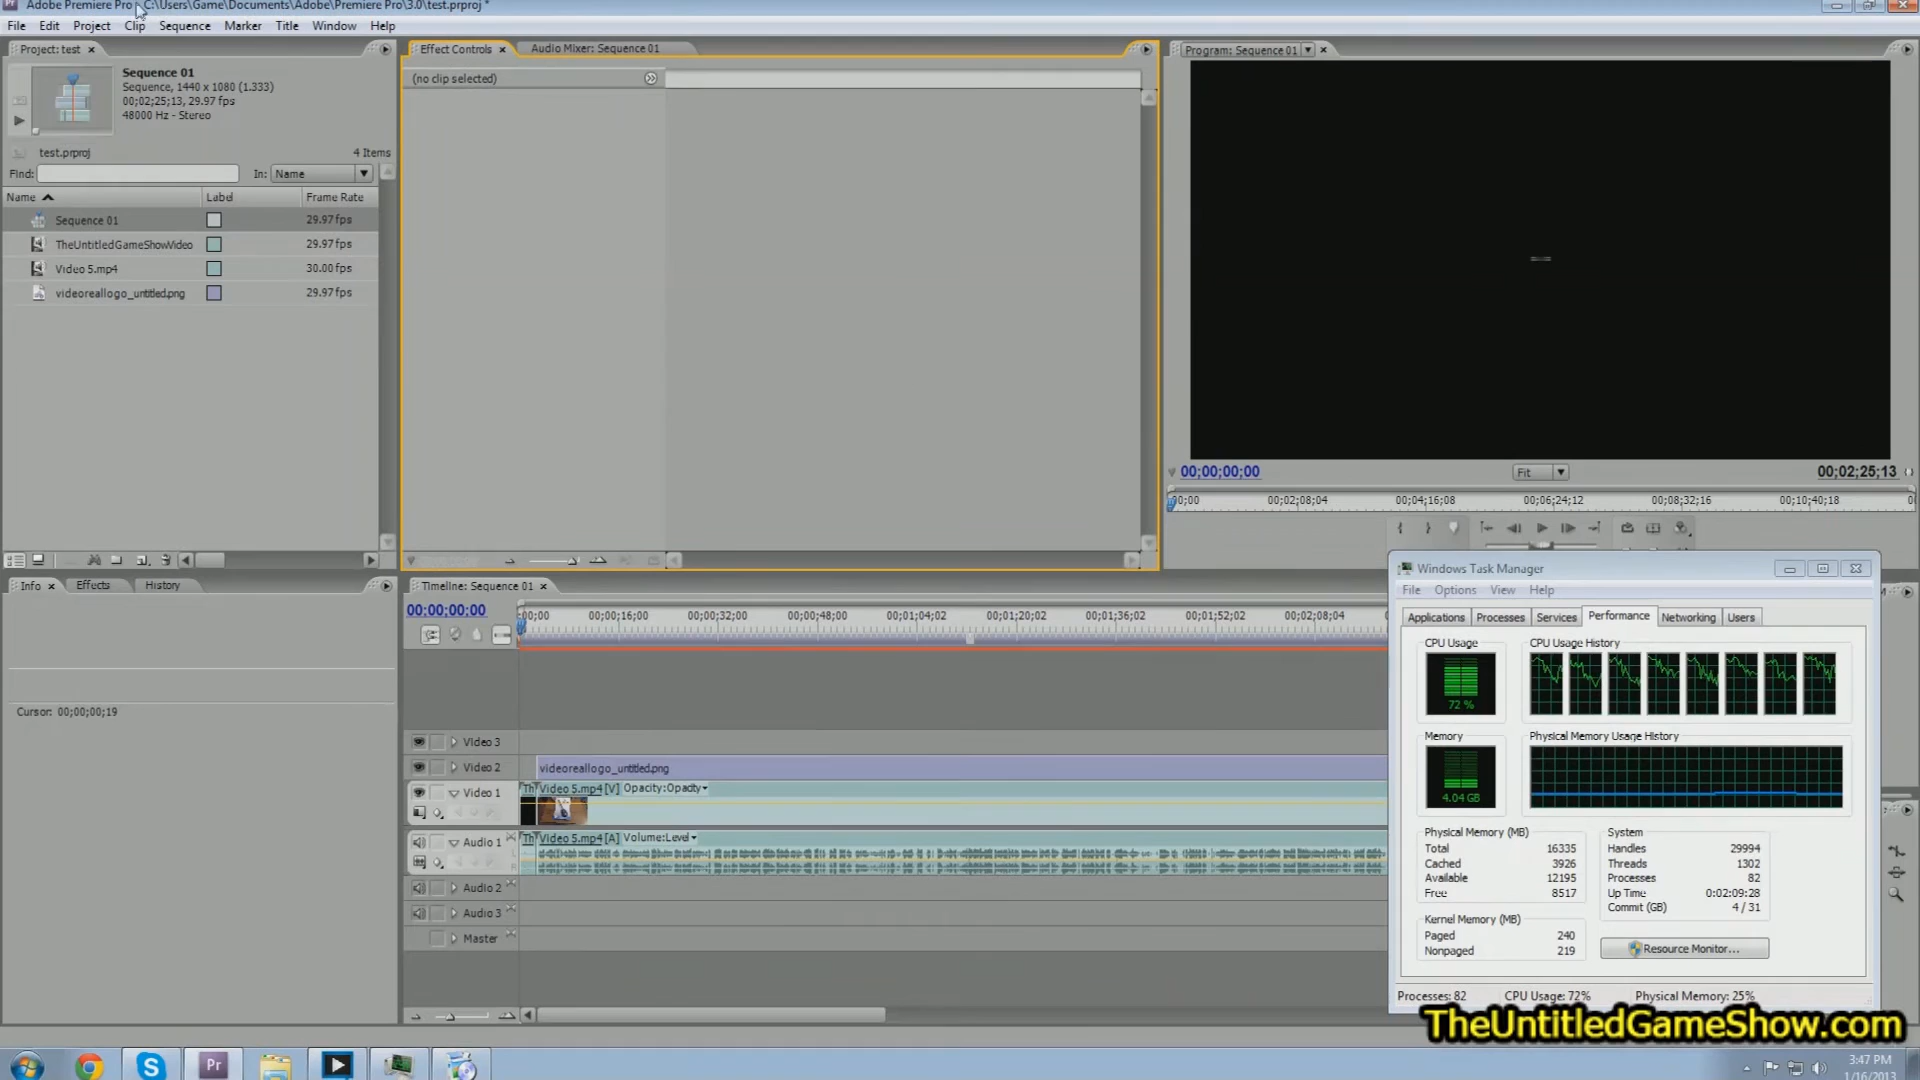 Adobe Premiere Pro - C:\Users\Game\Documents\Adobe\Premiere Pro\3.0\test.prproj *
File Edit Project Clip Sequence Marker Title Window Help
Project: test
Sequence 01
Sequence, 1440 x 1080 (1.333)
00;02;25;13, 29.97 fps
48000 Hz - Stereo
test.prproj 4 Items
Find: In: Name
Name Label Frame Rate
Sequence 01 29.97 fps
TheUntitledGameShowVideo 29.97 fps
Video 5.mp4 30.00 fps
videoreallogo_untitled.png 29.97 fps
Effect Controls Audio Mixer: Sequence 01
(no clip selected)
Program: Sequence 01
00;00;00;00 Fit 00;02;25;13
00;00 00;02;08;04 00;04;16;08 00;06;24;12 00;08;32;16 00;10;40;18
Info Effects History
Cursor: 00;00;00;19
Timeline: Sequence 01
00;00;00;00
00;00 00;00;16;00 00;00;32;00 00;00;48;00 00;01;04;02 00;01;20;02 00;01;36;02 00;01;52;02 00;02;08;04
Video 3
Video 2 videoreallogo_untitled.png
Video 1 Th Video 5.mp4 [V] Opacity:Opacity
Audio 1 Th Video 5.mp4 [A] Volume:Level
Audio 2
Audio 3
Master
Windows Task Manager
File Options View Help
Applications Processes Services Performance Networking Users
CPU Usage CPU Usage History
72 %
Memory Physical Memory Usage History
4.04 GB
Physical Memory (MB)
Total 16335
Cached 3926
Available 12195
Free 8517
Kernel Memory (MB)
Paged 240
Nonpaged 219
System
Handles 29994
Threads 1302
Processes 82
Up Time 0:02:09:28
Commit (GB) 4 / 31
Resource Monitor...
Processes: 82 CPU Usage: 72% Physical Memory: 25%
TheUntitledGameShow.com
Pr
3:47 PM
1/16/2013